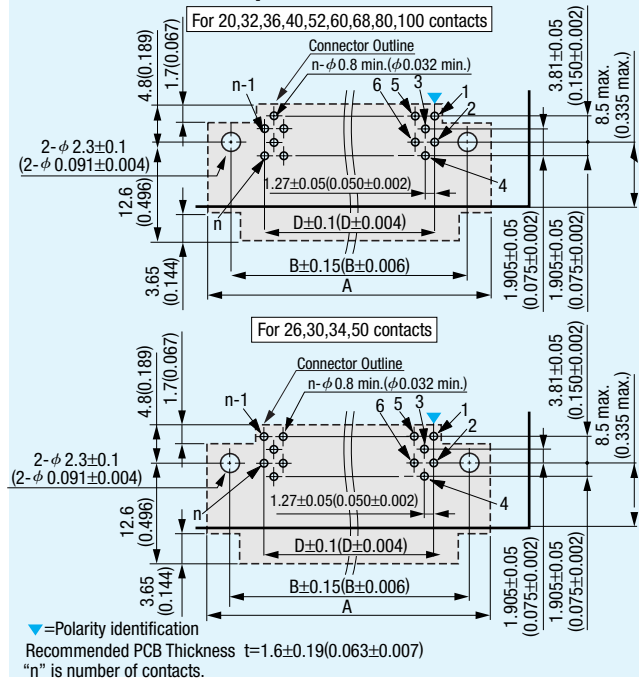 For 20,32,36,40,52,60,68,80,100 contacts
Connector Outline
n-φ0.8 min.(φ0.032 min.)
n-1
6
5
3
1
2
4
n
4.8(0.189)
1.7(0.067)
2-φ2.3±0.1
(2-φ0.091±0.004)
12.6
(0.496)
3.65
(0.144)
1.27±0.05(0.050±0.002)
D±0.1(D±0.004)
B±0.15(B±0.006)
A
3.81±0.05
(0.150±0.002)
8.5 max.
(0.335 max.)
1.905±0.05
(0.075±0.002)
1.905±0.05
(0.075±0.002)
For 26,30,34,50 contacts
Connector Outline
n-φ0.8 min.(φ0.032 min.)
n-1
6
5
3
1
2
4
n
4.8(0.189)
1.7(0.067)
2-φ2.3±0.1
(2-φ0.091±0.004)
12.6
(0.496)
3.65
(0.144)
1.27±0.05(0.050±0.002)
D±0.1(D±0.004)
B±0.15(B±0.006)
A
3.81±0.05
(0.150±0.002)
8.5 max.
(0.335 max.)
1.905±0.05
(0.075±0.002)
1.905±0.05
(0.075±0.002)
▼=Polarity identification
Recommended PCB Thickness t=1.6±0.19(0.063±0.007)
“n” is number of contacts.